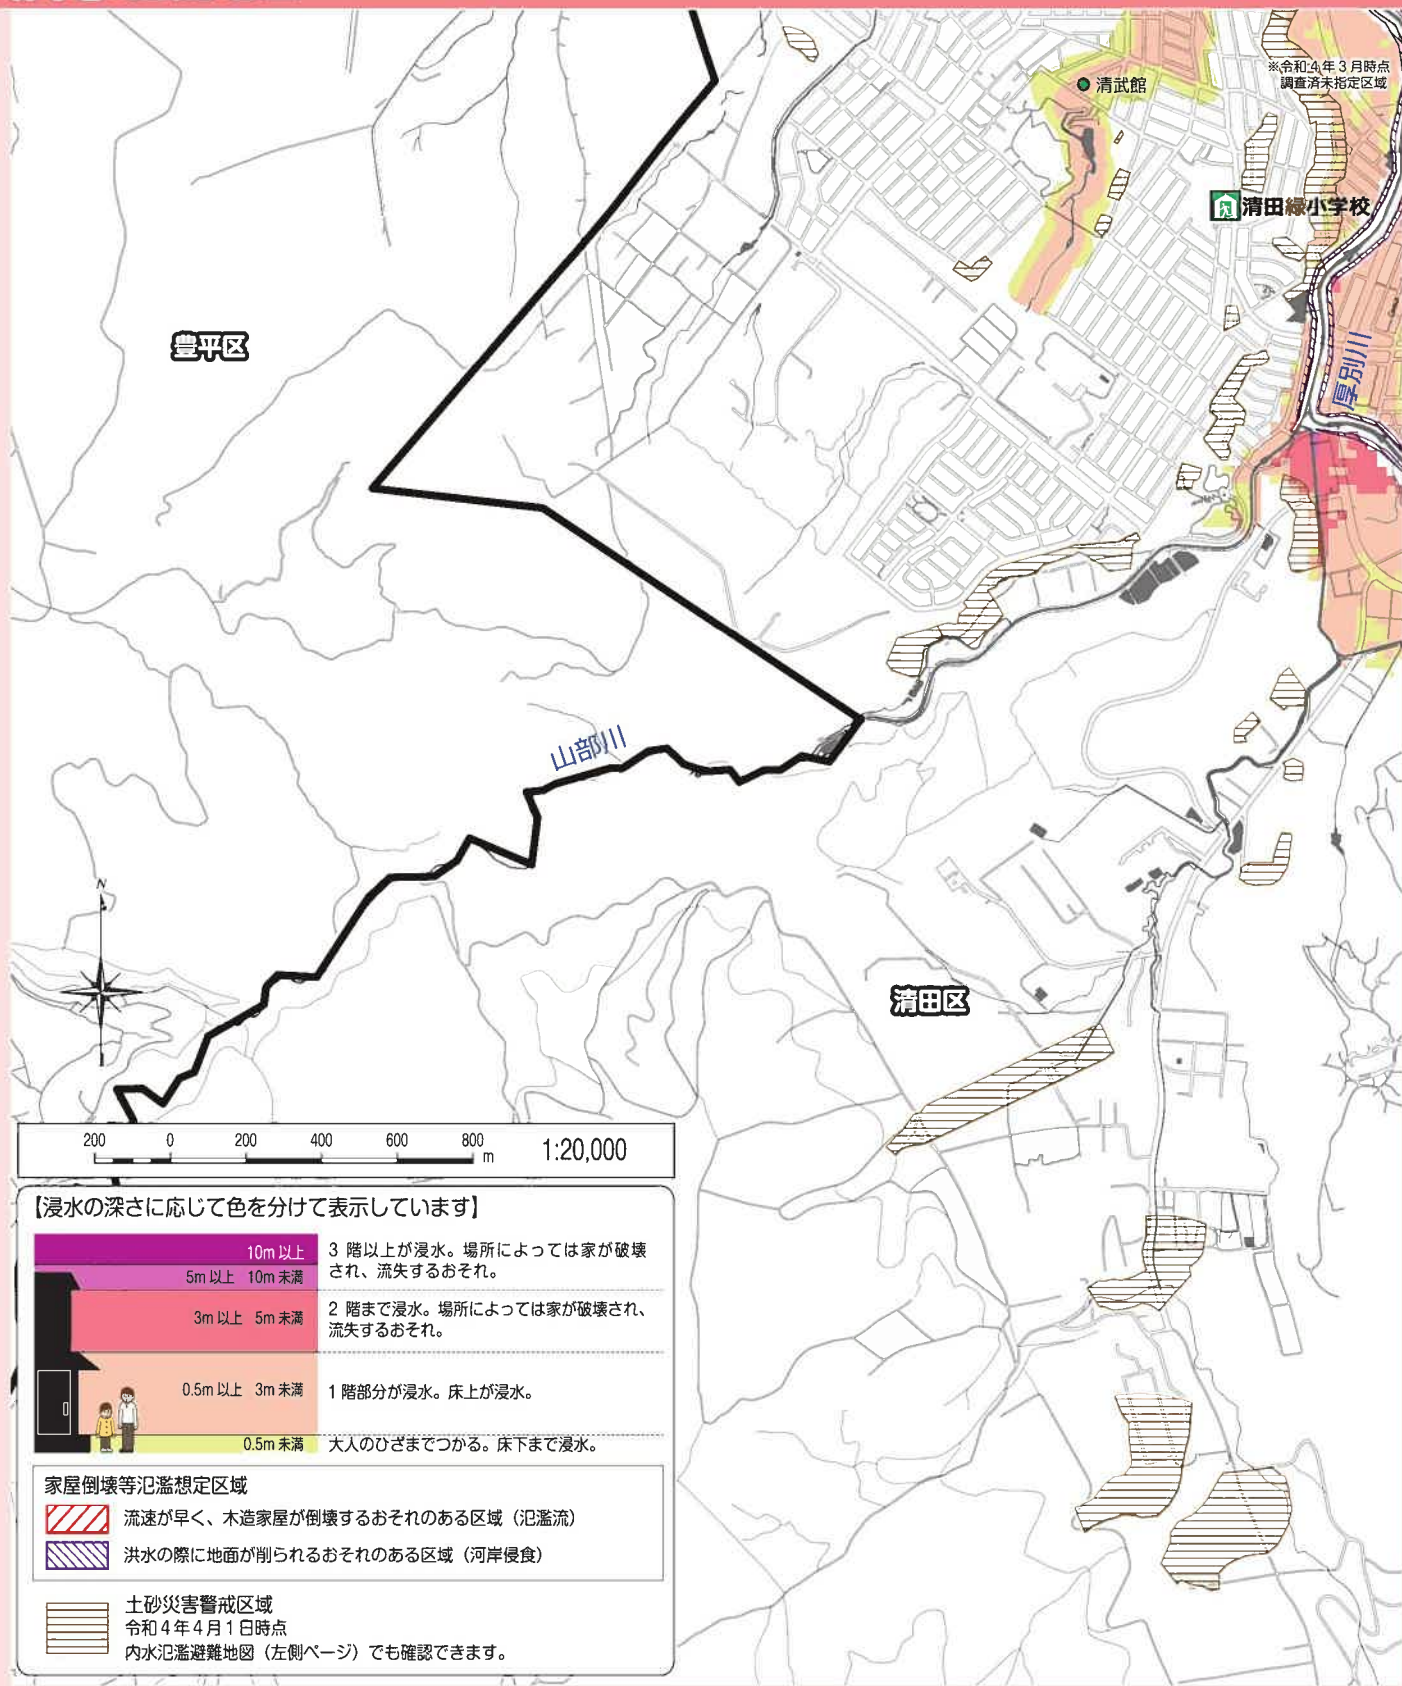 ※令和4年3月時点
調査済未指定区域
清武館
清田緑小学校
豊平区
厚別川
山部川
清田区
N
200 0 200 400 600 800
m
1:20,000
【浸水の深さに応じて色を分けて表示しています】
10m 以上
3 階以上が浸水。場所によっては家が破壊
され、流失するおそれ。
5m 以上 10m 未満
3m 以上 5m 未満
2 階まで浸水。場所によっては家が破壊され、
流失するおそれ。
0.5m 以上 3m 未満
1 階部分が浸水。床上が浸水。
0.5m 未満
大人のひざまでつかる。床下まで浸水。
家屋倒壊等氾濫想定区域
流速が早く、木造家屋が倒壊するおそれのある区域（氾濫流）
洪水の際に地面が削られるおそれのある区域（河岸侵食）
土砂災害警戒区域
令和4年4月1日時点
内水氾濫避難地図（左側ページ）でも確認できます。